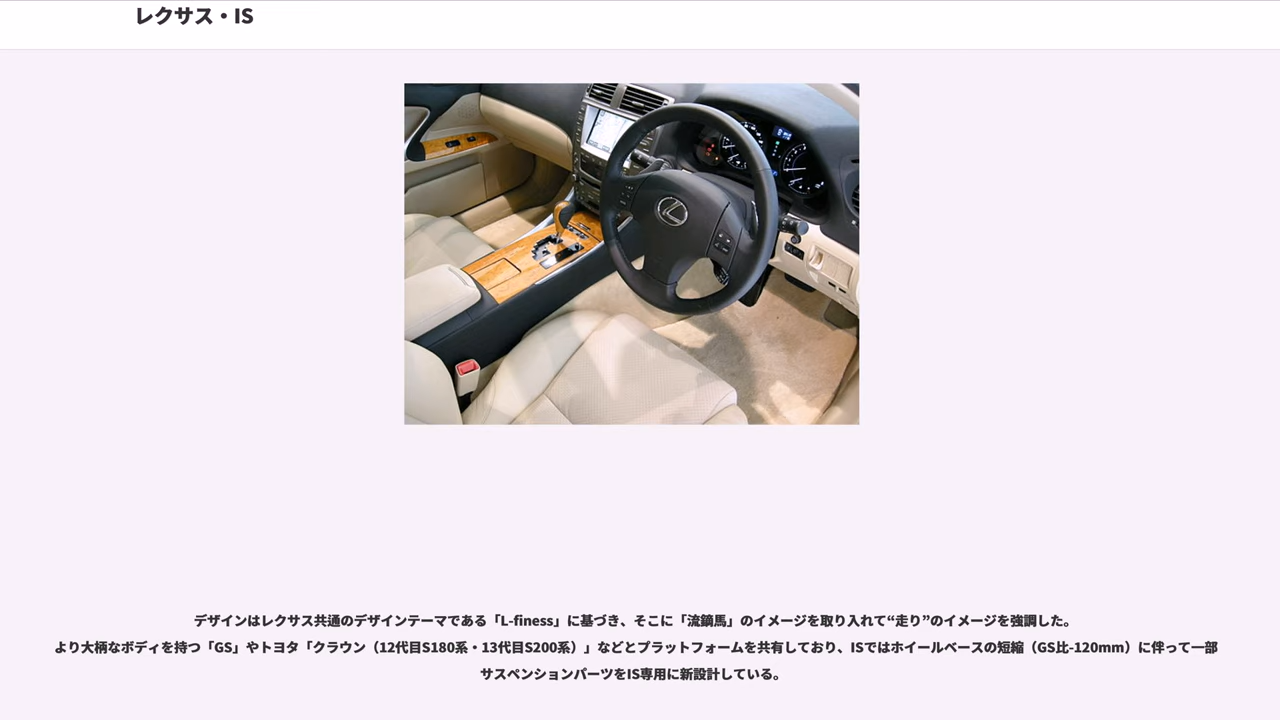 レクサス・IS
デザインはレクサス共通のデザインテーマである「L-finess」に基づき、そこに「流鏑馬」のイメージを取り入れて“走り”のイメージを強調した。
より大柄なボディを持つ「GS」やトヨタ「クラウン（12代目S180系・13代目S200系）」などとプラットフォームを共有しており、ISではホイールベースの短縮（GS比-120mm）に伴って一部
サスペンションパーツをIS専用に新設計している。